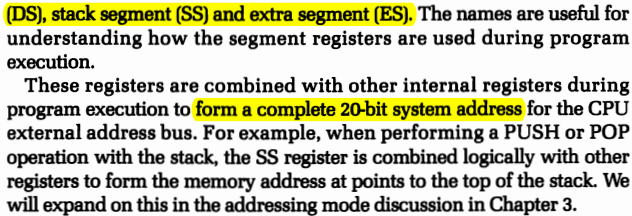 (DS), stack segment (SS) and extra segment (ES). The names are useful for
understanding how the segment registers are used during program
execution.
These registers are combined with other internal registers during
program execution to form a complete 20-bit system address for the CPU
external address bus. For example, when performing a PUSH or POP
operation with the stack, the SS register is combined logically with other
registers to form the memory address at points to the top of the stack. We
will expand on this in the addressing mode discussion in Chapter 3.